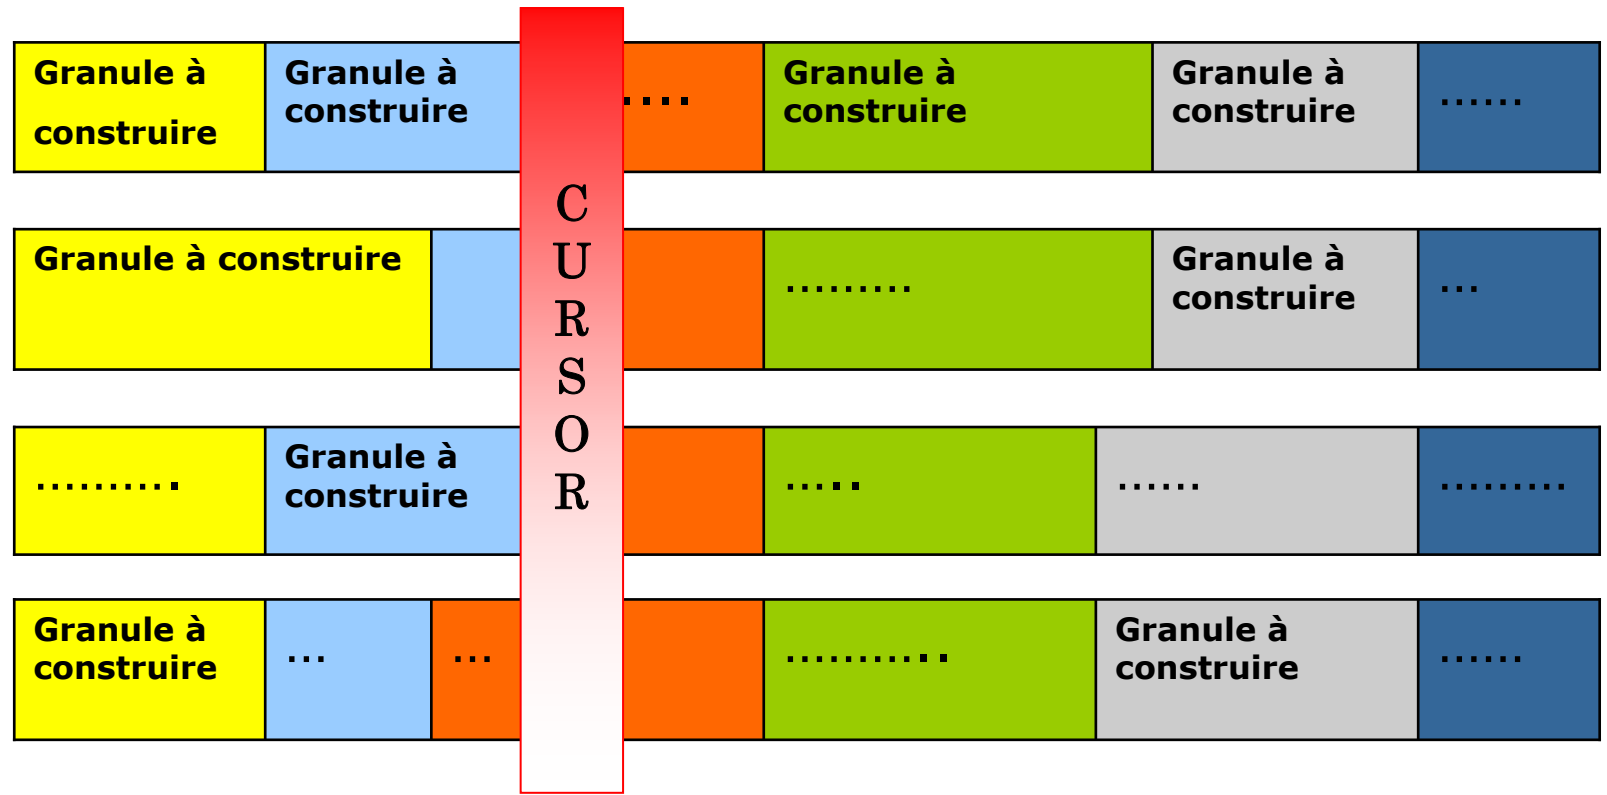 Granule à
construire
Granule à
construire
....
Granule à
construire
Granule à
construire
......
Granule à construire
.........
Granule à
construire
...
..........
Granule à
construire
.....
......
.........
Granule à
construire
...
...
...........
Granule à
construire
......
C
U
R
S
O
R